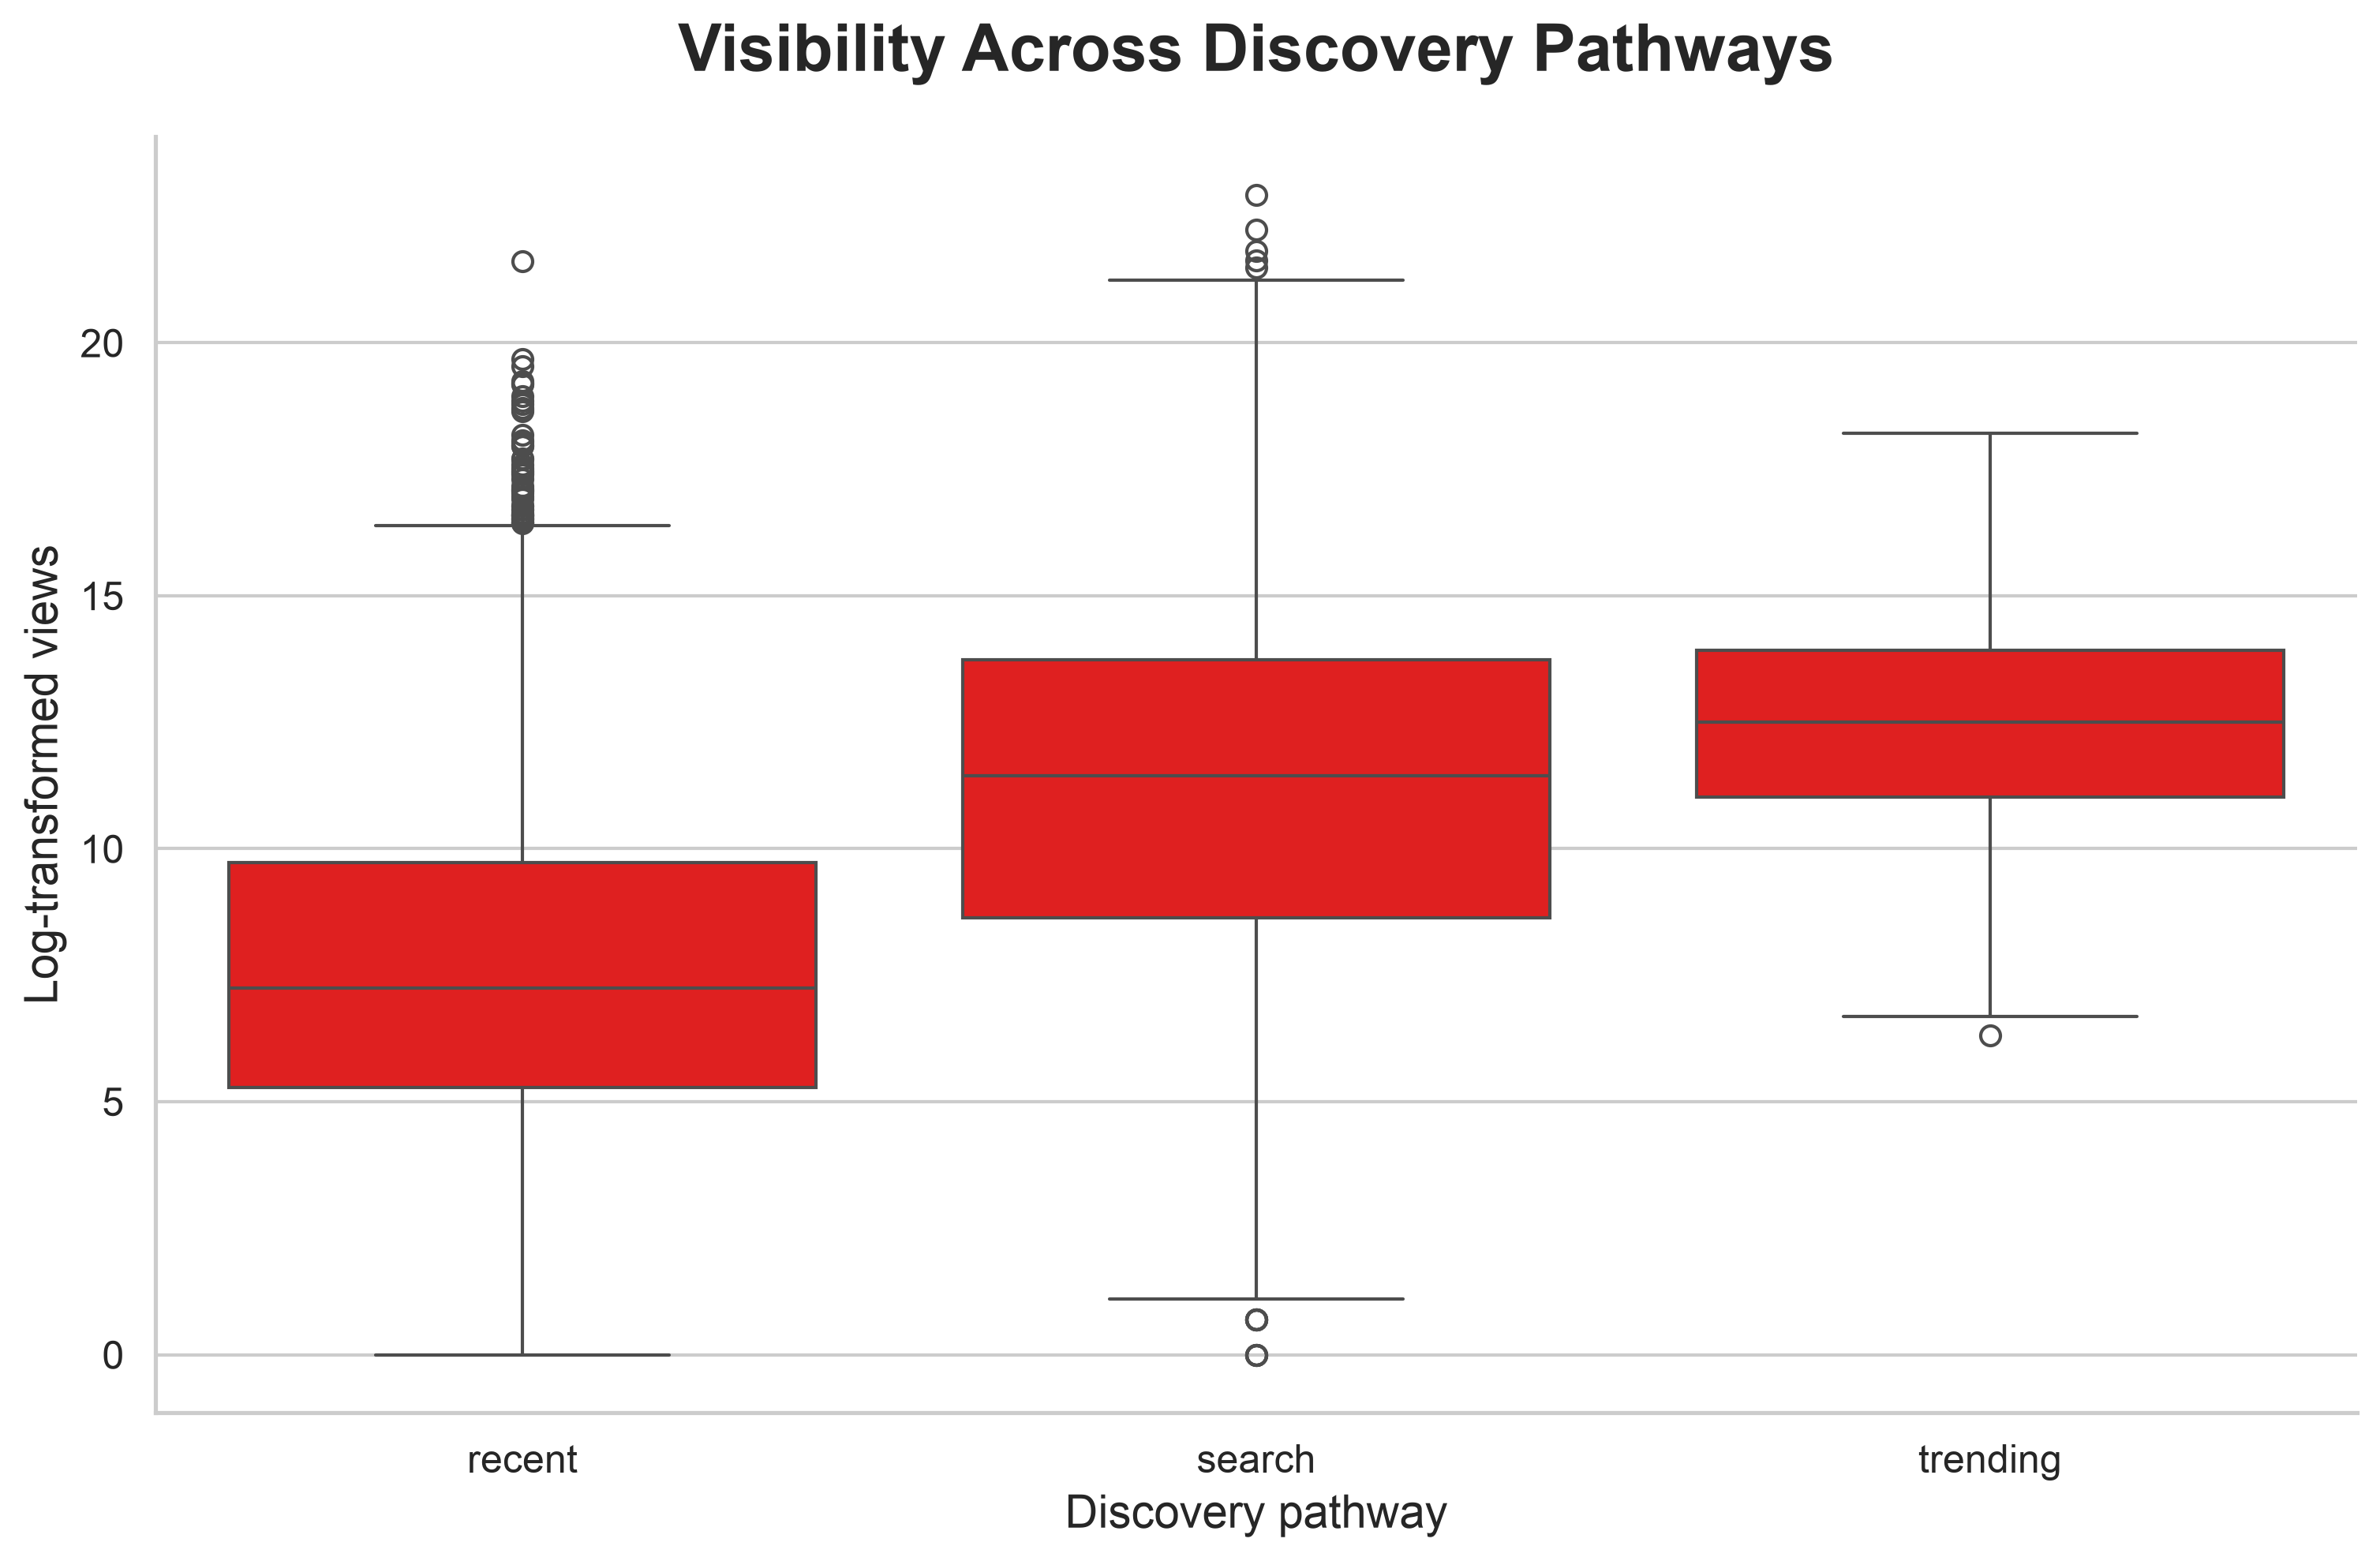 Visibility Across Discovery Pathways
Log-transformed views
20
15
10
5
0
recent
search
trending
Discovery pathway